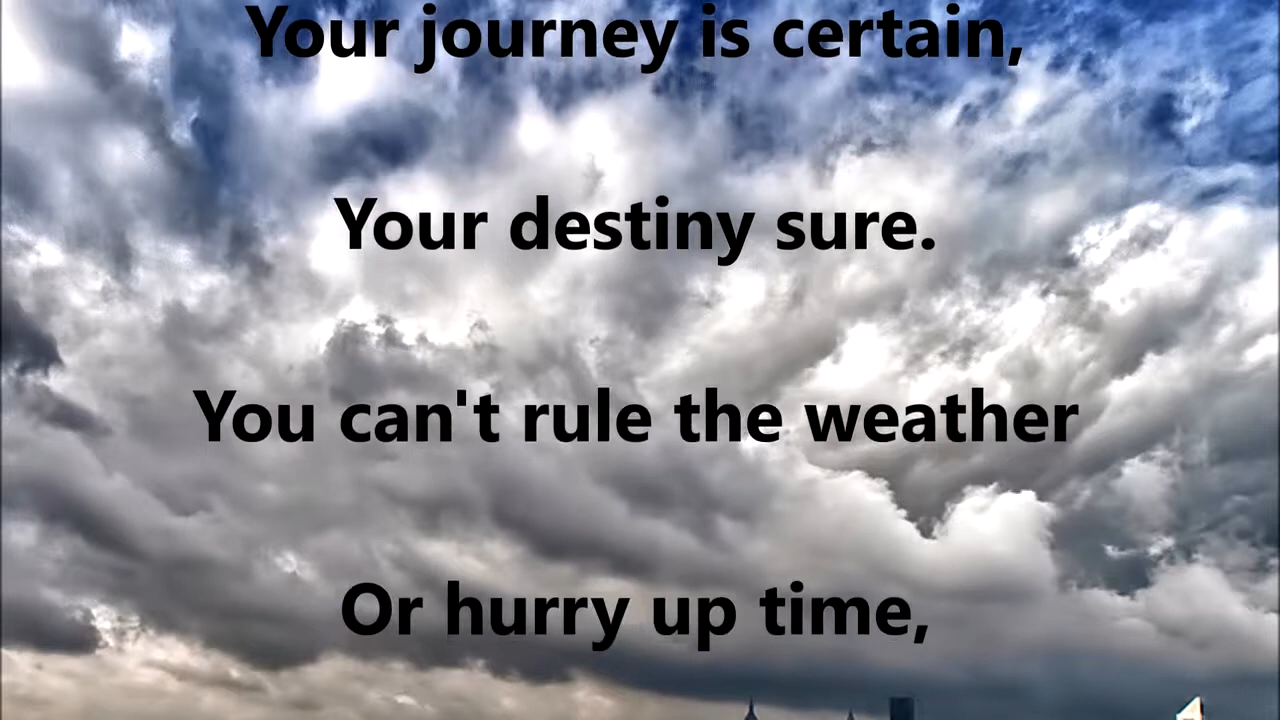 Your journey is certain,
Your destiny sure.
You can't rule the weather
Or hurry up time,